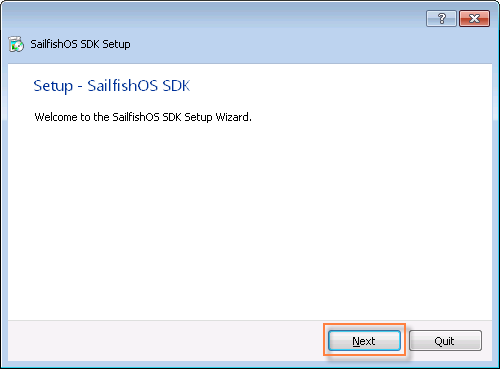 ?
SailfishOS SDK Setup
Setup - SailfishOS SDK
Welcome to the SailfishOS SDK Setup Wizard.
Next Quit